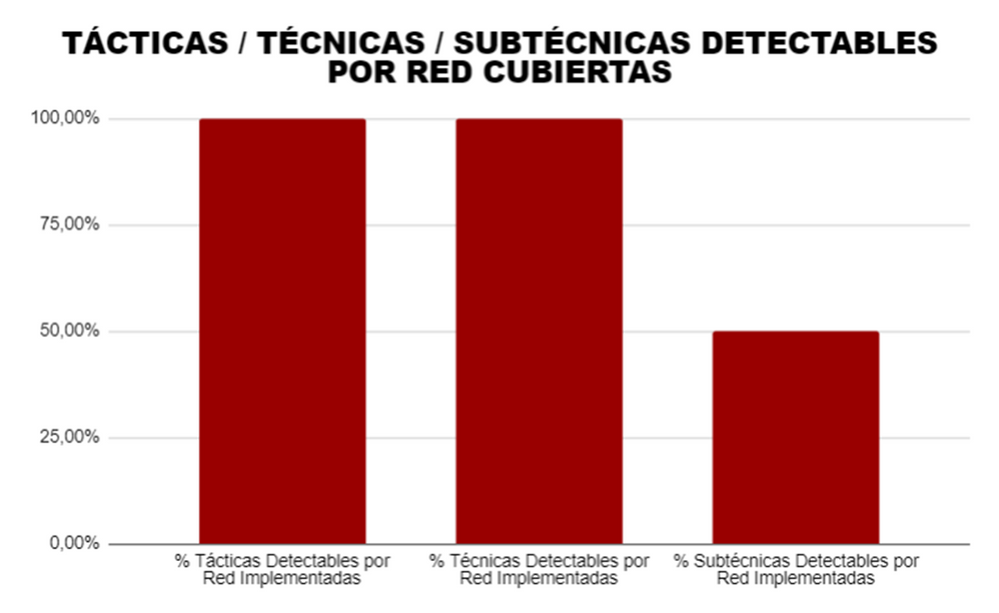 TÁCTICAS / TÉCNICAS / SUBTÉCNICAS DETECTABLES
POR RED CUBIERTAS
100,00%
75,00%
50,00%
25,00%
0,00%
% Tácticas Detectables por
Red Implementadas
% Técnicas Detectables por
Red Implementadas
% Subtécnicas Detectables por
Red Implementadas